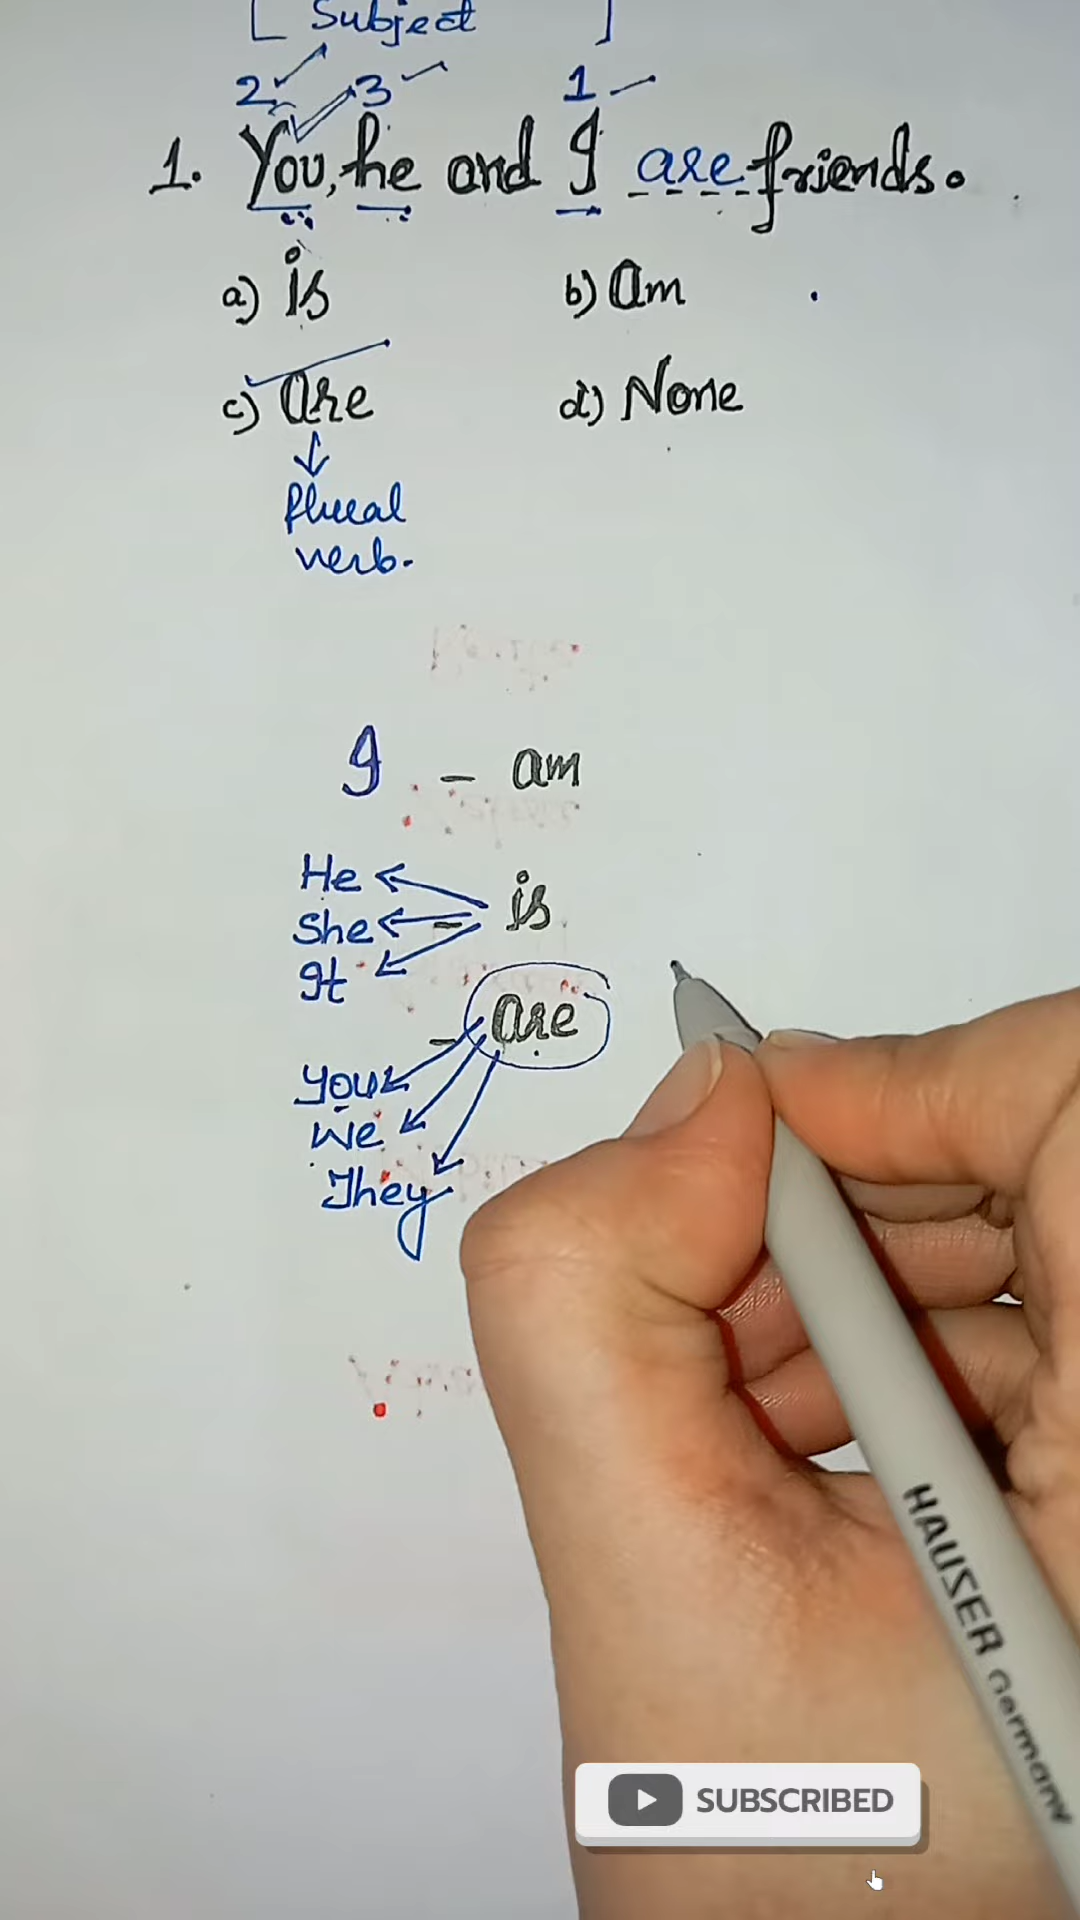 [ Subject ]
2 3 1
1. You, he and I are friends.
a) is b) am
c) are d) None
Plural
verb.
I - am
He
She - is
It
- are
You
We
They
HAUSER Germany
SUBSCRIBED